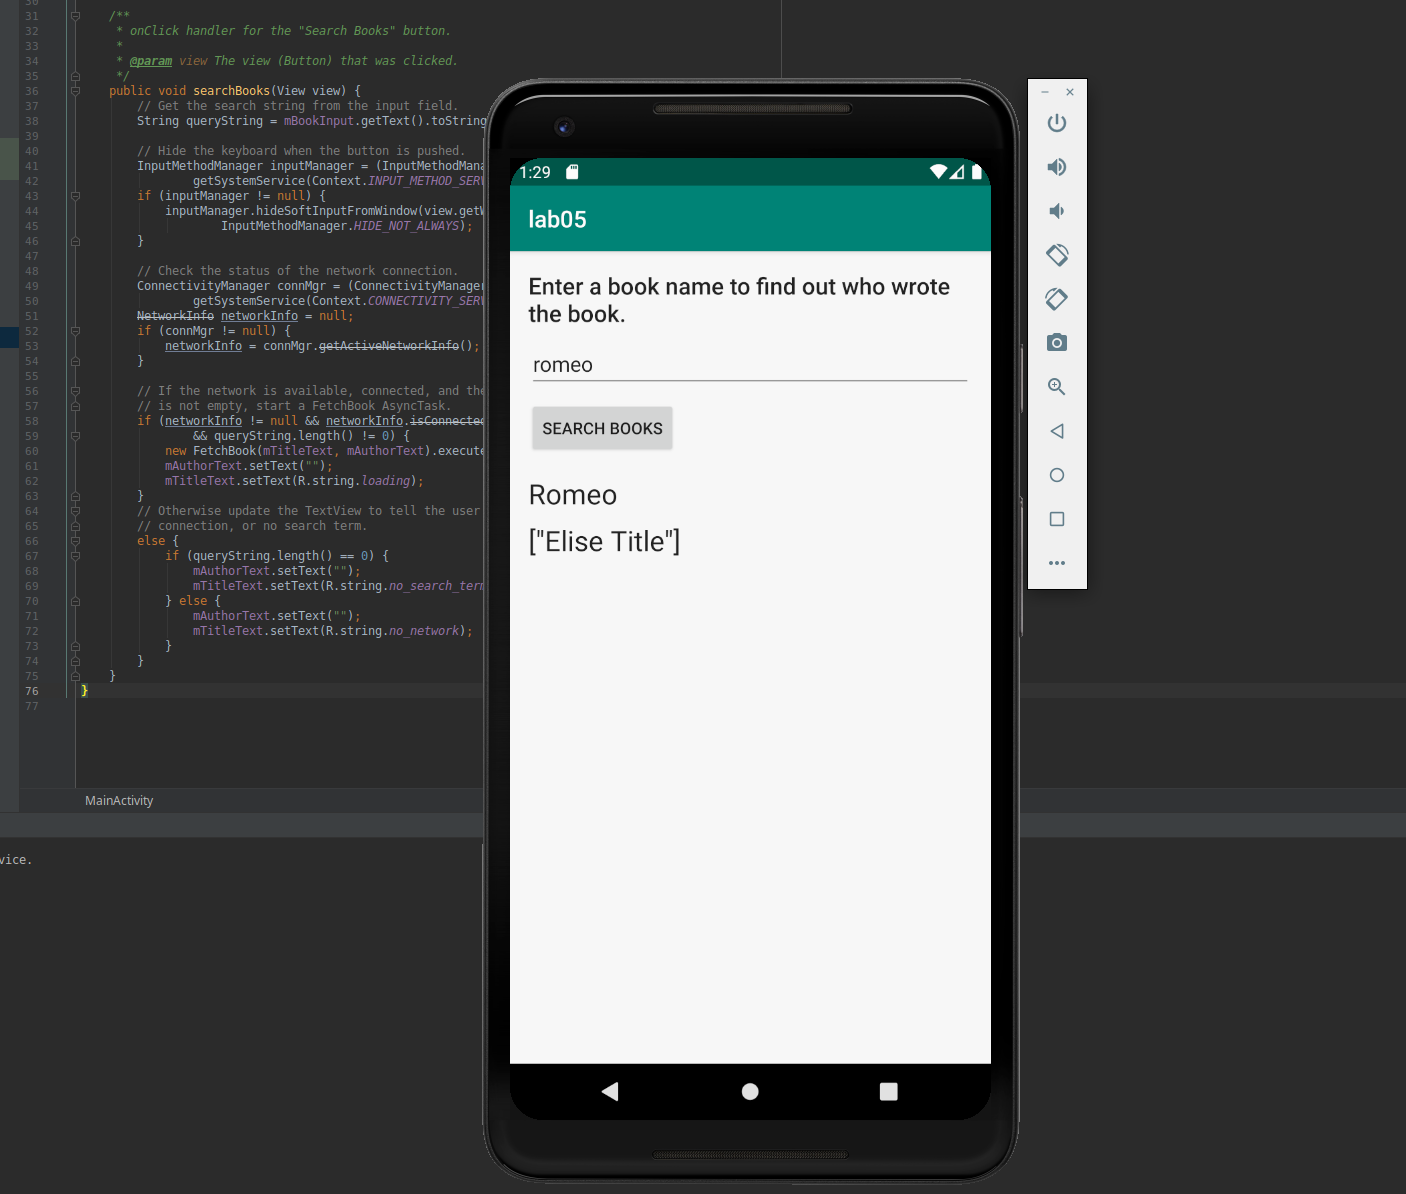 30
31 /**
32 * onClick handler for the "Search Books" button.
33 *
34 * @param view The view (Button) that was clicked.
35 */
36 public void searchBooks(View view) {
37 // Get the search string from the input field.
38 String queryString = mBookInput.getText().toString
39
40 // Hide the keyboard when the button is pushed.
41 InputMethodManager inputManager = (InputMethodMana
42 getSystemService(Context.INPUT_METHOD_SERV
43 if (inputManager != null) {
44 inputManager.hideSoftInputFromWindow(view.getW
45 InputMethodManager.HIDE_NOT_ALWAYS);
46 }
47
48 // Check the status of the network connection.
49 ConnectivityManager connMgr = (ConnectivityManager
50 getSystemService(Context.CONNECTIVITY_SERV
51 NetworkInfo networkInfo = null;
52 if (connMgr != null) {
53 networkInfo = connMgr.getActiveNetworkInfo();
54 }
55
56 // If the network is available, connected, and the
57 // is not empty, start a FetchBook AsyncTask.
58 if (networkInfo != null && networkInfo.isConnected
59 && queryString.length() != 0) {
60 new FetchBook(mTitleText, mAuthorText).execute
61 mAuthorText.setText("");
62 mTitleText.setText(R.string.loading);
63 }
64 // Otherwise update the TextView to tell the user
65 // connection, or no search term.
66 else {
67 if (queryString.length() == 0) {
68 mAuthorText.setText("");
69 mTitleText.setText(R.string.no_search_term
70 } else {
71 mAuthorText.setText("");
72 mTitleText.setText(R.string.no_network);
73 }
74 }
75 }
76 }
77
MainActivity
vice.
1:29
lab05
Enter a book name to find out who wrote
the book.
romeo
SEARCH BOOKS
Romeo
["Elise Title"]